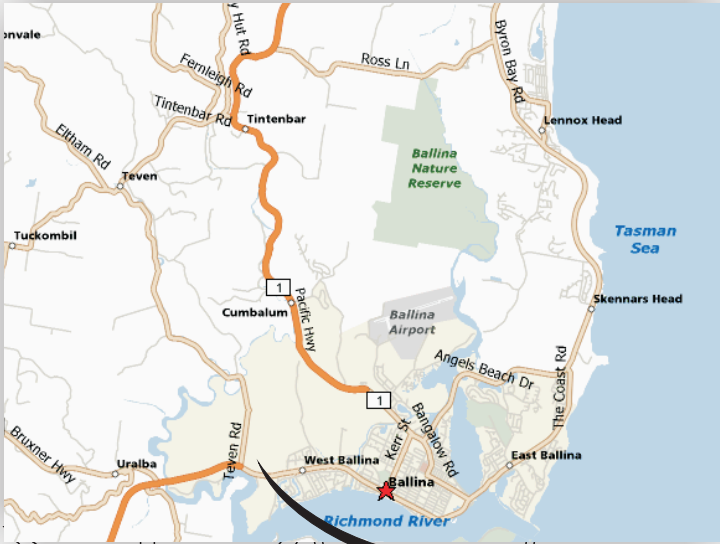 onvale
y Hut Rd
Byron Bay Rd
Ross Ln
Fernleigh Rd
Tintenbar Rd
Tintenbar
Lennox Head
Eltham Rd
Ballina
Nature
Reserve
Teven
Tuckombil
Tasman
Sea
1
Pacific Hwy
Skennars Head
Cumbalum
Ballina
Airport
Angels Beach Dr
The Coast Rd
1
Kerr St
Bangalow Rd
Bruxner Hwy
Teven Rd
Uralba
West Ballina
East Ballina
Ballina
Richmond River